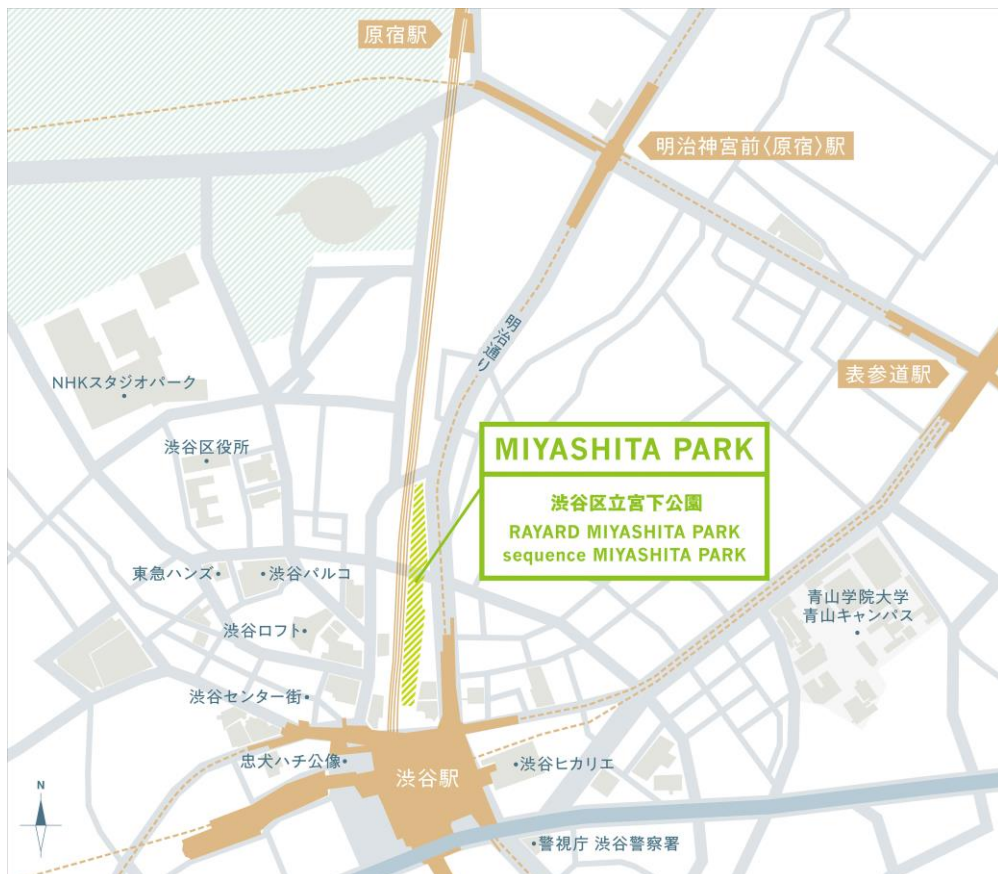 原宿駅
明治神宮前〈原宿〉駅
明治通り
表参道駅
NHKスタジオパーク
渋谷区役所
MIYASHITA PARK
渋谷区立宮下公園
RAYARD MIYASHITA PARK
sequence MIYASHITA PARK
東急ハンズ
渋谷パルコ
青山学院大学
青山キャンパス
渋谷ロフト
渋谷センター街
忠犬ハチ公像
渋谷駅
渋谷ヒカリエ
N
警視庁 渋谷警察署